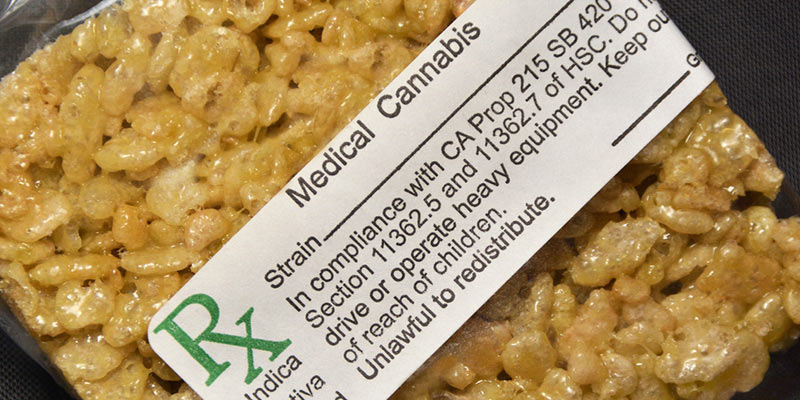 Medical Cannabis
Strain
In compliance with CA Prop 215 SB 420
Section 11362.5 and 11362.7 of HSC. Do
drive or operate heavy equipment. Keep
of reach of children.
Unlawful to redistribute.
Rx
Indica